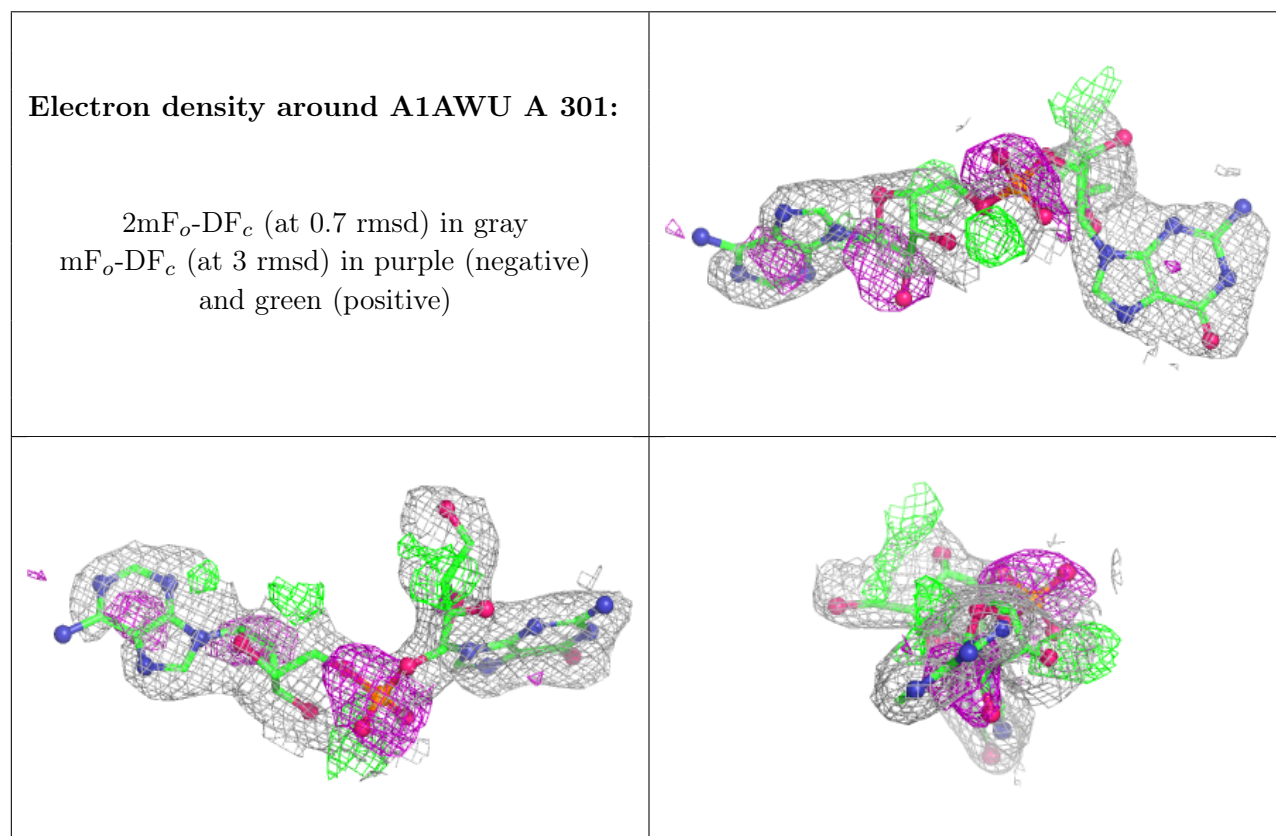 Electron density around A1AWU A 301:
2mFo-DFc (at 0.7 rmsd) in gray
mFo-DFc (at 3 rmsd) in purple (negative)
and green (positive)